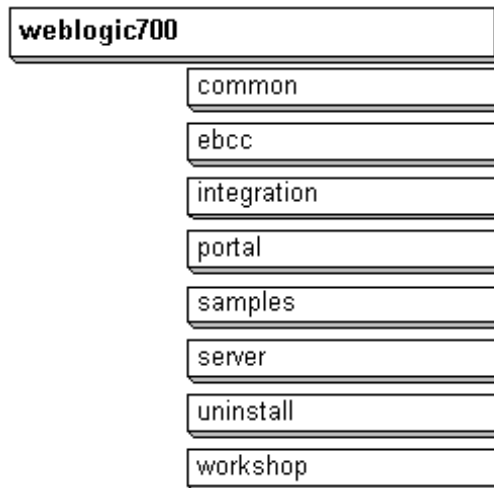 weblogic700
common
ebcc
integration
portal
samples
server
uninstall
workshop